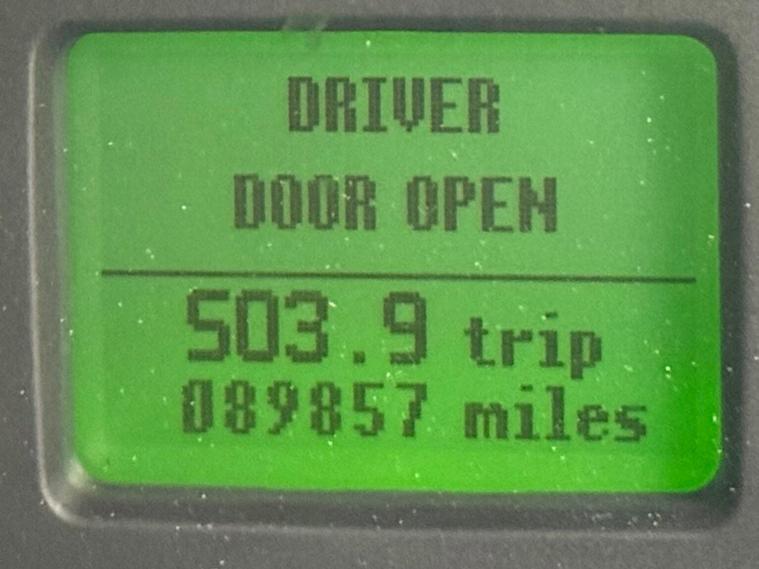 DRIVER
DOOR OPEN
503.9 trip
089857 miles